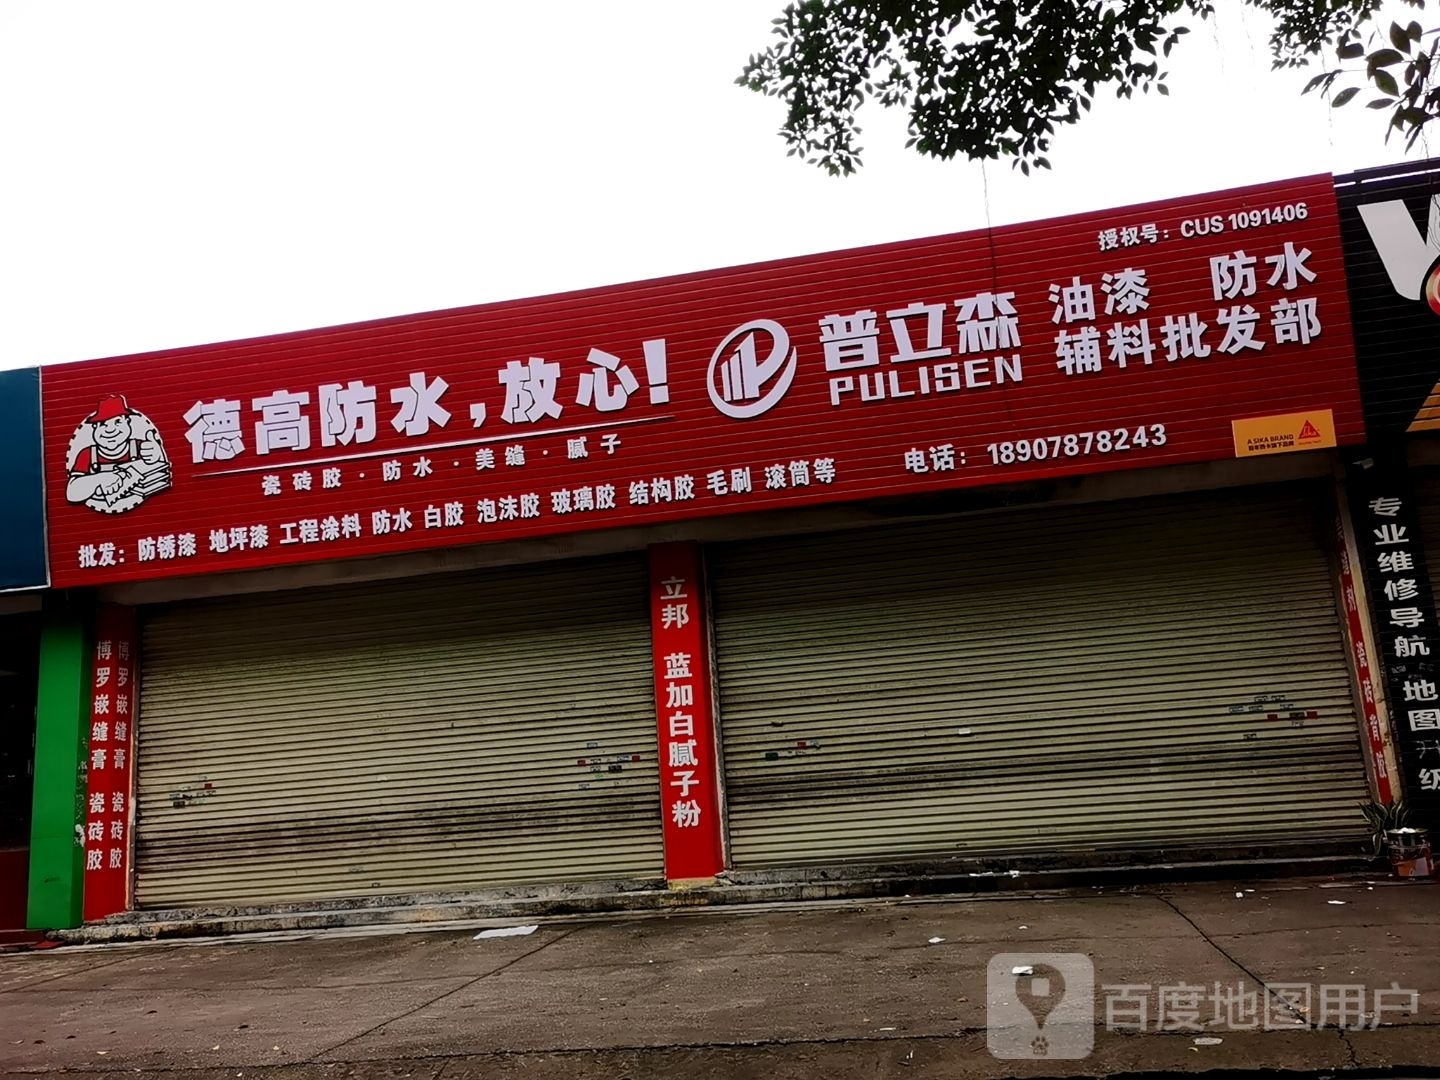 授权号：CUS 1091406
德高防水，放心！
瓷砖胶·防水·美缝·腻子
普立森
PULISEN
油漆 防水
辅料批发部
批发：防锈漆 地坪漆 工程涂料 防水 白胶 泡沫胶 玻璃胶 结构胶 毛刷 滚筒等
电话：18907878243
A SIKA BRAND
博罗嵌缝膏 瓷砖胶
博罗嵌缝膏 瓷砖胶
立邦 蓝加白腻子粉
美缝剂 瓷砖背胶
专业维修导航 地图升级
百度地图用户